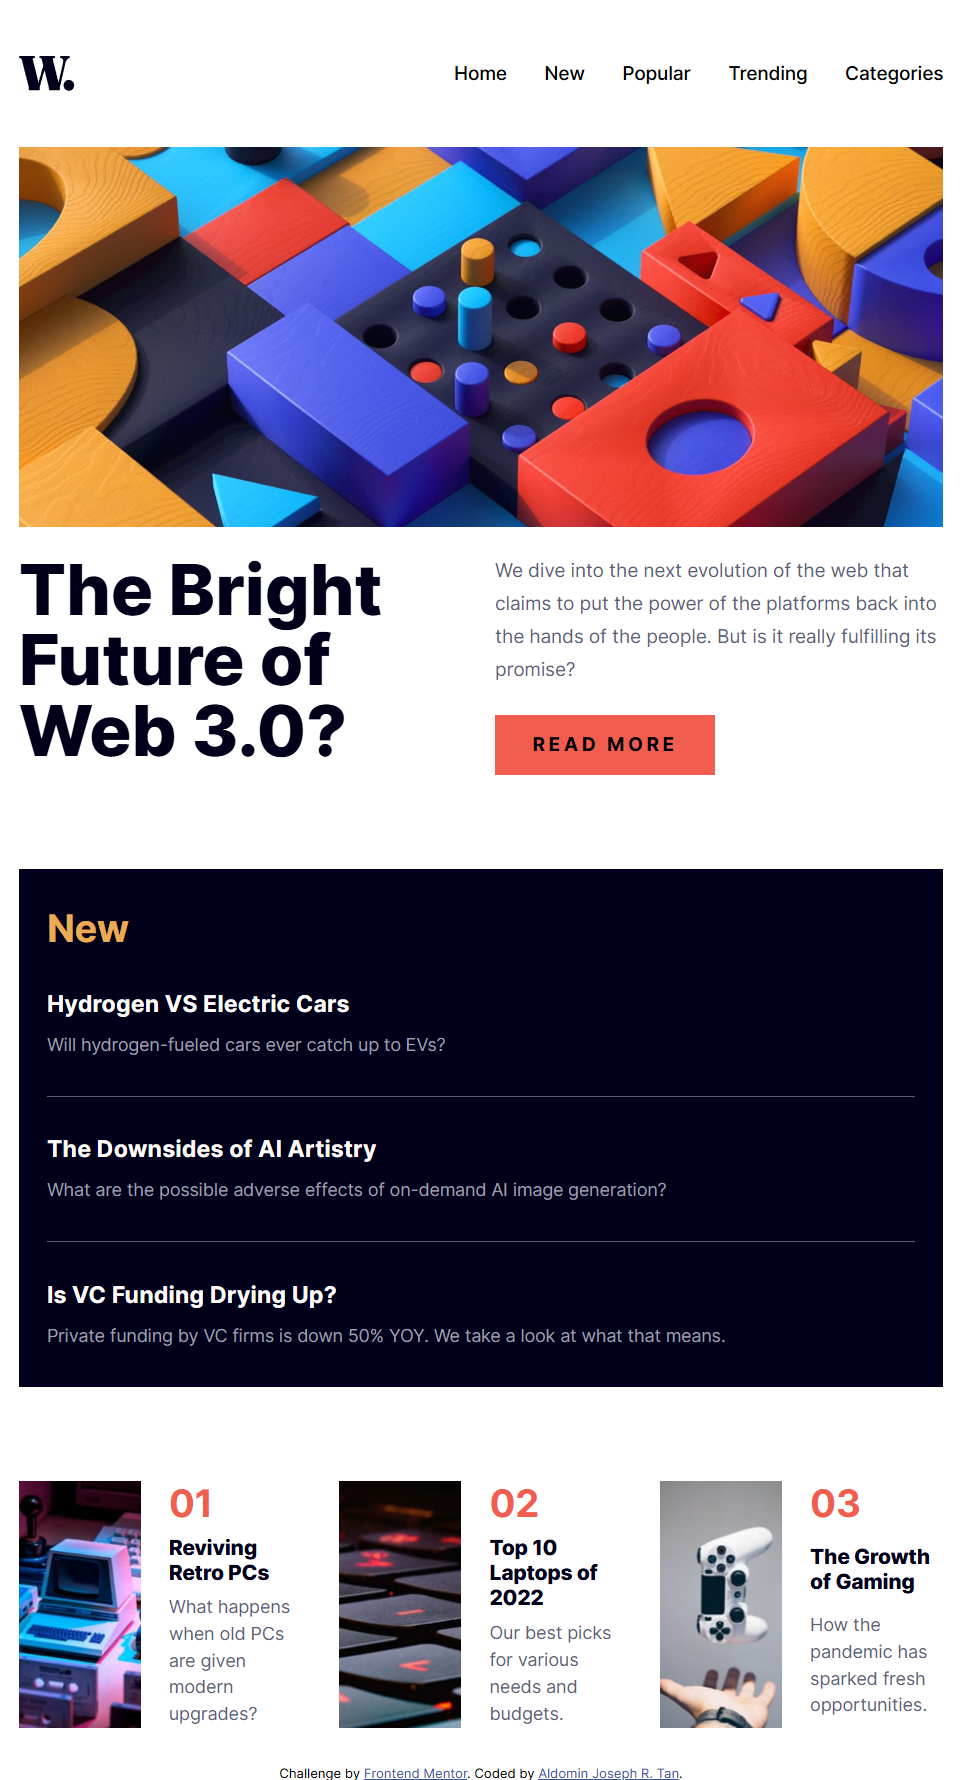 W.
Home New Popular Trending Categories
The Bright
Future of
Web 3.0?
We dive into the next evolution of the web that
claims to put the power of the platforms back into
the hands of the people. But is it really fulfilling its
promise?
READ MORE
New
Hydrogen VS Electric Cars
Will hydrogen-fueled cars ever catch up to EVs?
The Downsides of AI Artistry
What are the possible adverse effects of on-demand AI image generation?
Is VC Funding Drying Up?
Private funding by VC firms is down 50% YOY. We take a look at what that means.
01
Reviving
Retro PCs
What happens
when old PCs
are given
modern
upgrades?
02
Top 10
Laptops of
2022
Our best picks
for various
needs and
budgets.
03
The Growth
of Gaming
How the
pandemic has
sparked fresh
opportunities.
Challenge by Frontend Mentor. Coded by Aldomin Joseph R. Tan.